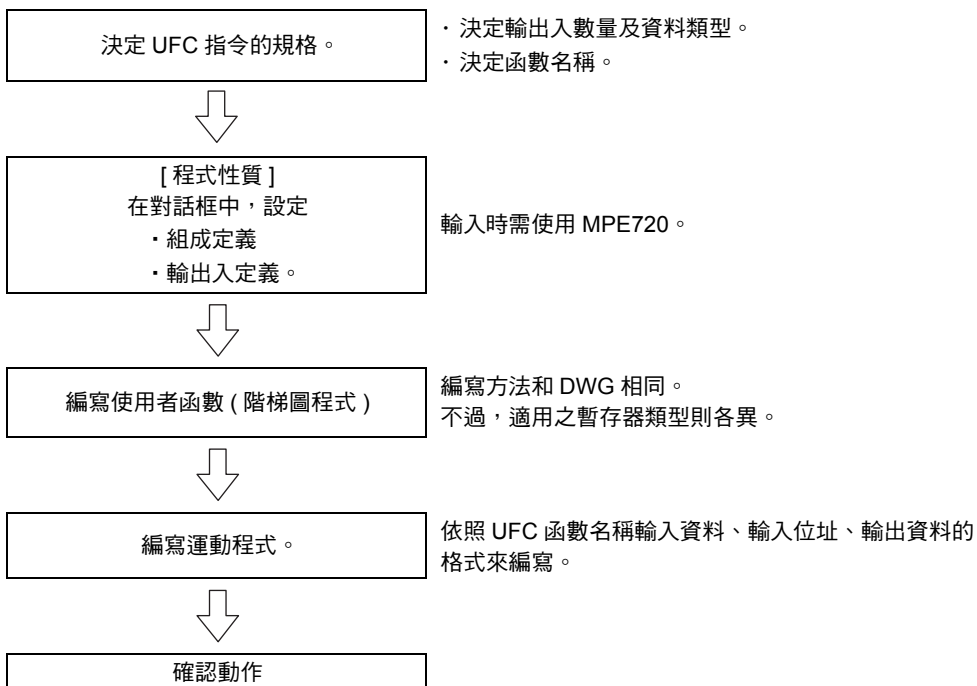 決定 UFC 指令的規格。
・決定輸出入數量及資料類型。
・決定函數名稱。
[ 程式性質 ]
在對話框中，設定
・組成定義
・輸出入定義。
輸入時需使用 MPE720。
編寫使用者函數 ( 階梯圖程式 )
編寫方法和 DWG 相同。
不過，適用之暫存器類型則各異。
編寫運動程式。
依照 UFC 函數名稱輸入資料、輸入位址、輸出資料的
格式來編寫。
確認動作